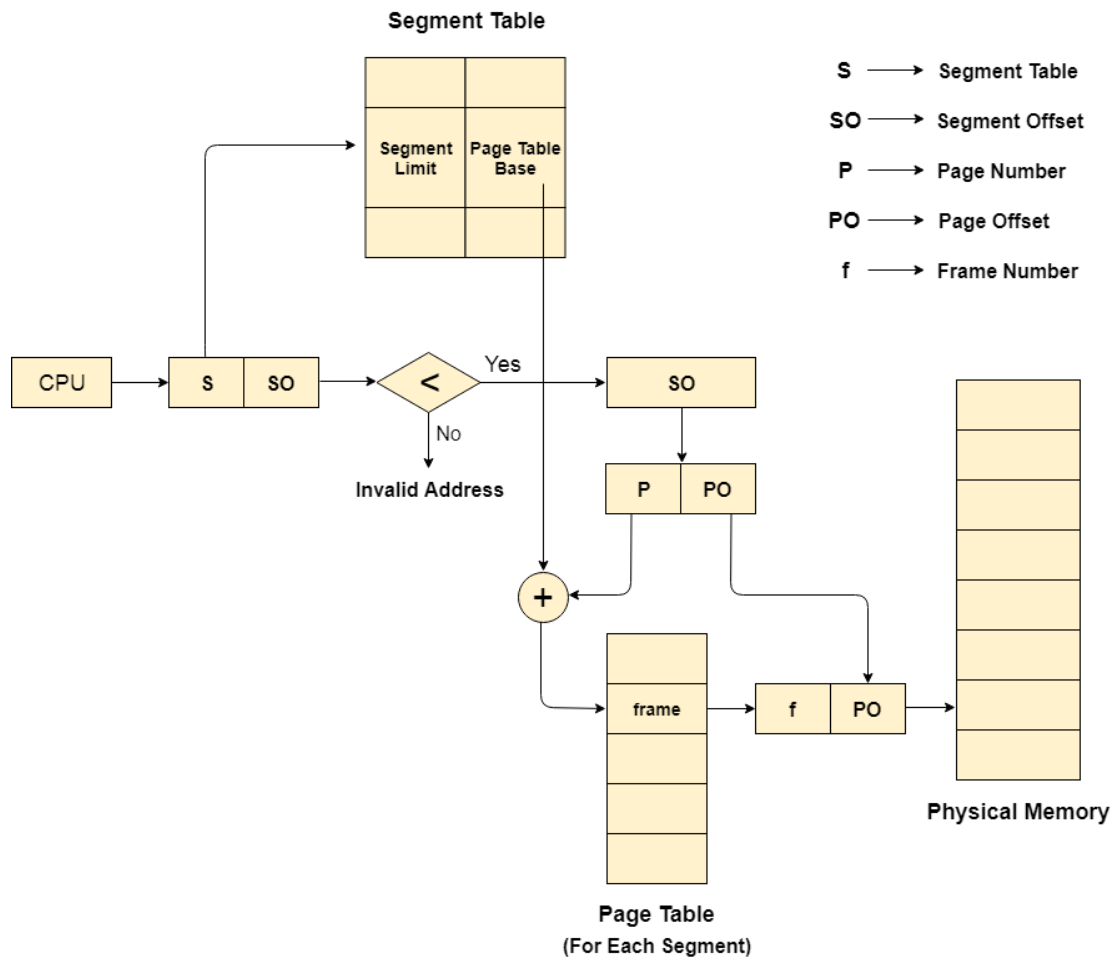 Segment Table
S
Segment Table
SO
Segment Offset
P
Page Number
PO
Page Offset
f
Frame Number
Segment
Limit
Page Table
Base
CPU
S
SO
<
Yes
No
Invalid Address
SO
P
PO
+
frame
f
PO
Physical Memory
Page Table
(For Each Segment)